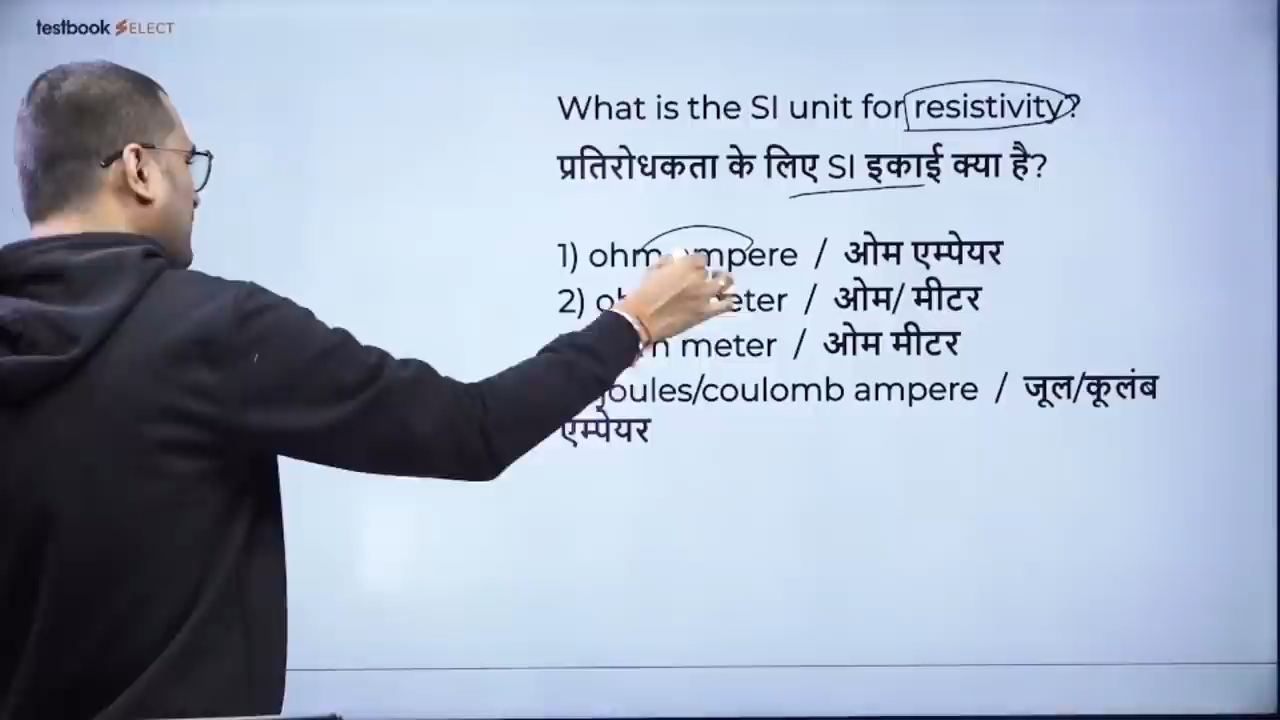 testbook SELECT
What is the SI unit for resistivity?
प्रतिरोधकता के लिए SI इकाई क्या है?
1) ohm ampere / ओम एम्पेयर
2) / ओम/ मीटर
meter / ओम मीटर
joules/coulomb ampere / जूल/कूलंब
एम्पेयर